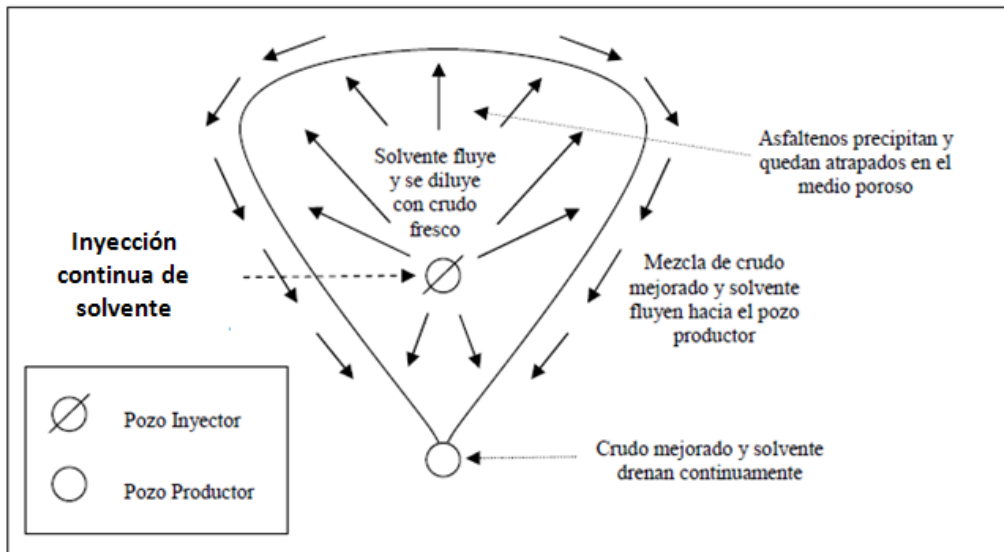 Asfaltenos precipitan y
quedan atrapados en el
medio poroso
Solvente fluye
y se diluye
con crudo
fresco
Inyección
continua de
solvente
Mezcla de crudo
mejorado y solvente
fluyen hacia el pozo
productor
Pozo Inyector
Pozo Productor
Crudo mejorado y solvente
drenan continuamente